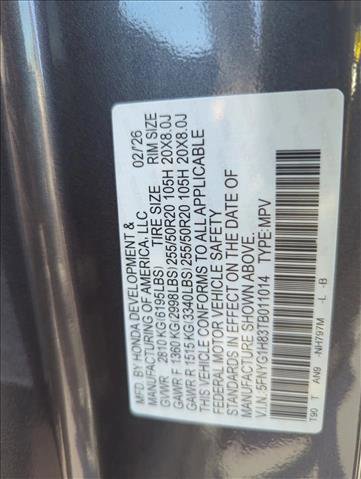 MFD. BY HONDA DEVELOPMENT & 02/'26
MANUFACTURING OF AMERICA, LLC
GVWR 2810 KG(6195LBS) TIRE SIZE RIM SIZE
GAWR F 1360 KG(2998LBS) 255/50R20 105H 20X8.0J
GAWR R 1515 KG(3340LBS) 255/50R20 105H 20X8.0J
THIS VEHICLE CONFORMS TO ALL APPLICABLE
FEDERAL MOTOR VEHICLE SAFETY
STANDARDS IN EFFECT ON THE DATE OF
MANUFACTURE SHOWN ABOVE.
V.I.N. 5FNYG1H83TB011014 TYPE:MPV
T90 T AN9 -NH797M -L -B